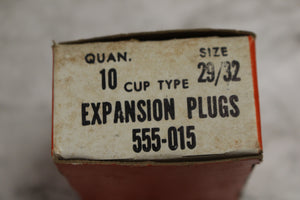 QUAN. SIZE
10 CUP TYPE 29/32
EXPANSION PLUGS
555-015